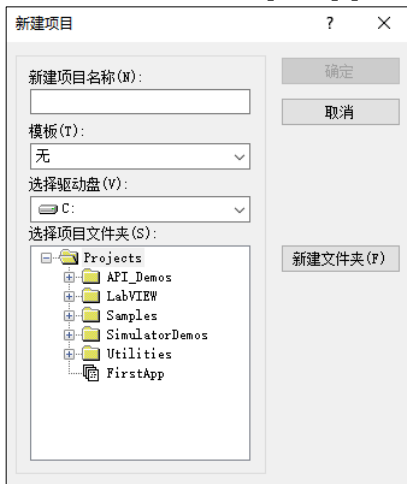 新建项目
?
新建项目名称(N):
确定
取消
模板(T):
无
选择驱动盘(V):
C:
选择项目文件夹(S):
新建文件夹(F)
Projects
API_Demos
LabVIEW
Samples
SimulatorDemos
Utilities
FirstApp